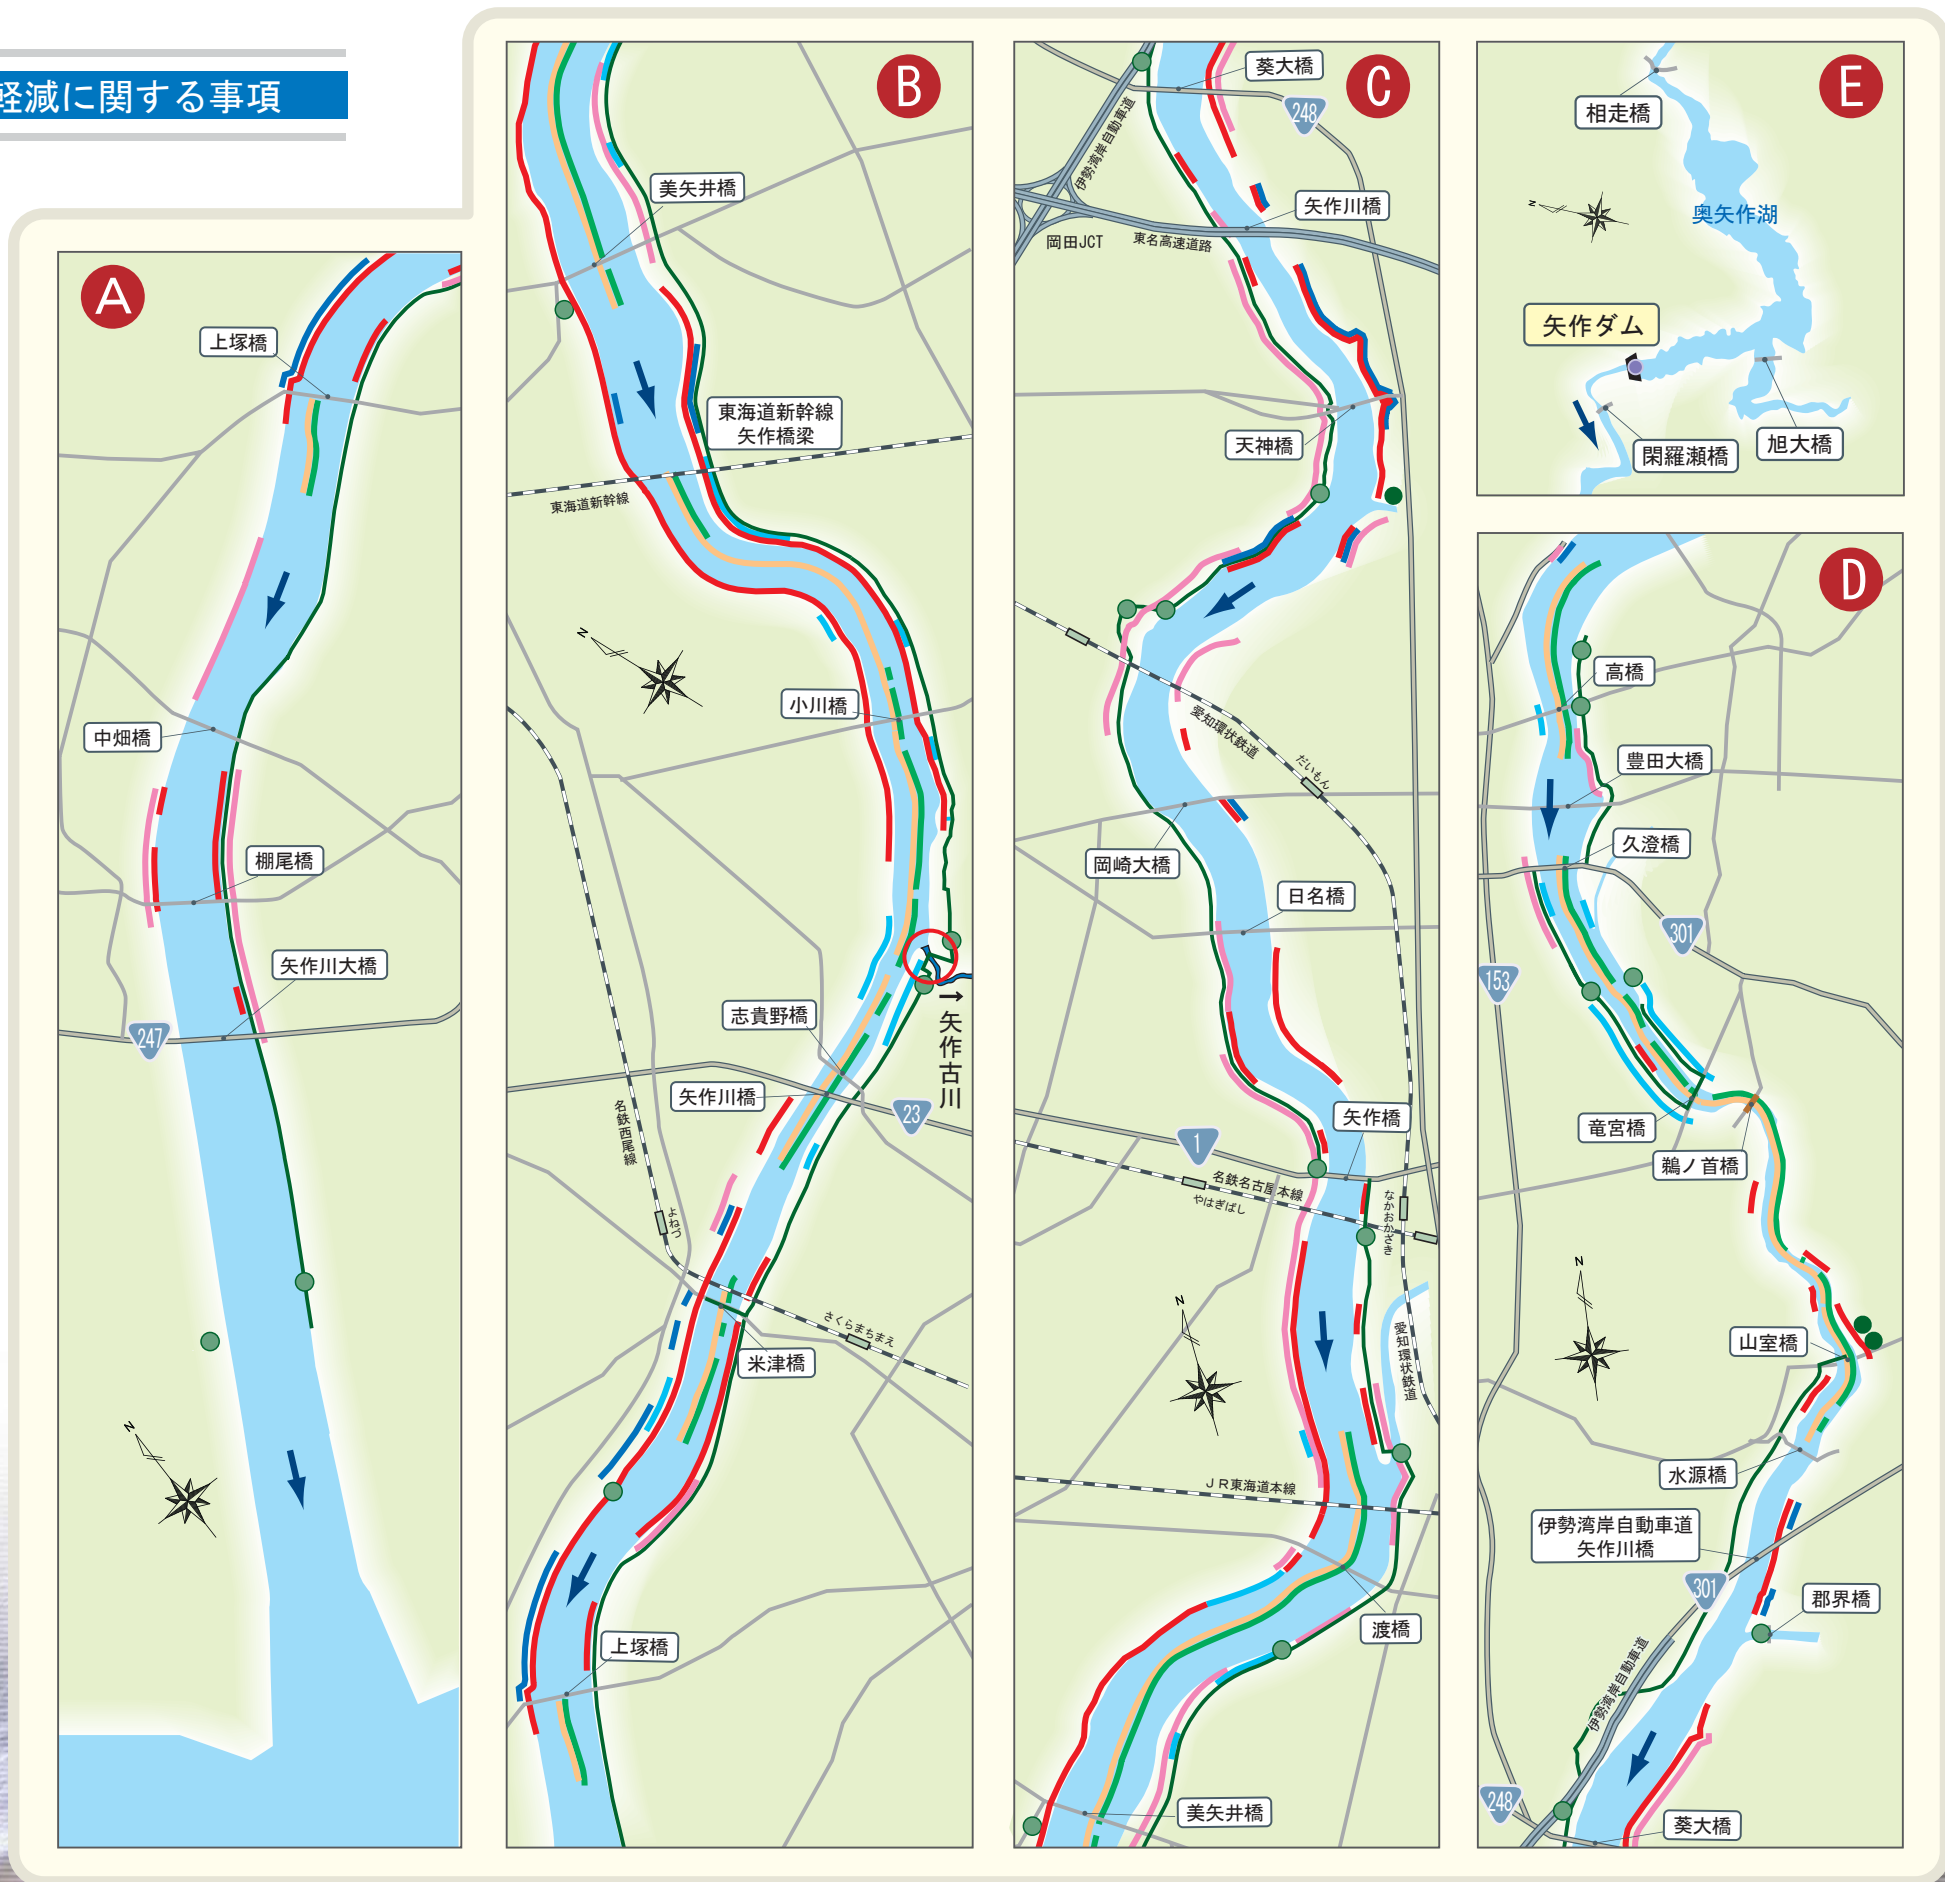 軽減に関する事項
A
上塚橋
中畑橋
棚尾橋
矢作川大橋
247
N
B
美矢井橋
東海道新幹線
矢作橋梁
東海道新幹線
N
小川橋
志貴野橋
→矢作古川
矢作川橋
23
名鉄西尾線
よねづ
さくらまちまえ
米津橋
上塚橋
C
葵大橋
248
伊勢湾岸自動車道
矢作川橋
岡田JCT
東名高速道路
天神橋
愛知環状鉄道
だいもん
岡崎大橋
日名橋
矢作橋
1
名鉄名古屋本線
やはぎばし
なかおかざき
N
愛知環状鉄道
JR東海道本線
渡橋
美矢井橋
E
相走橋
N
奥矢作湖
矢作ダム
閑羅瀬橋
旭大橋
D
高橋
豊田大橋
久澄橋
301
153
竜宮橋
鵜ノ首橋
N
山室橋
水源橋
伊勢湾岸自動車道
矢作川橋
301
郡界橋
伊勢湾岸自動車道
248
葵大橋